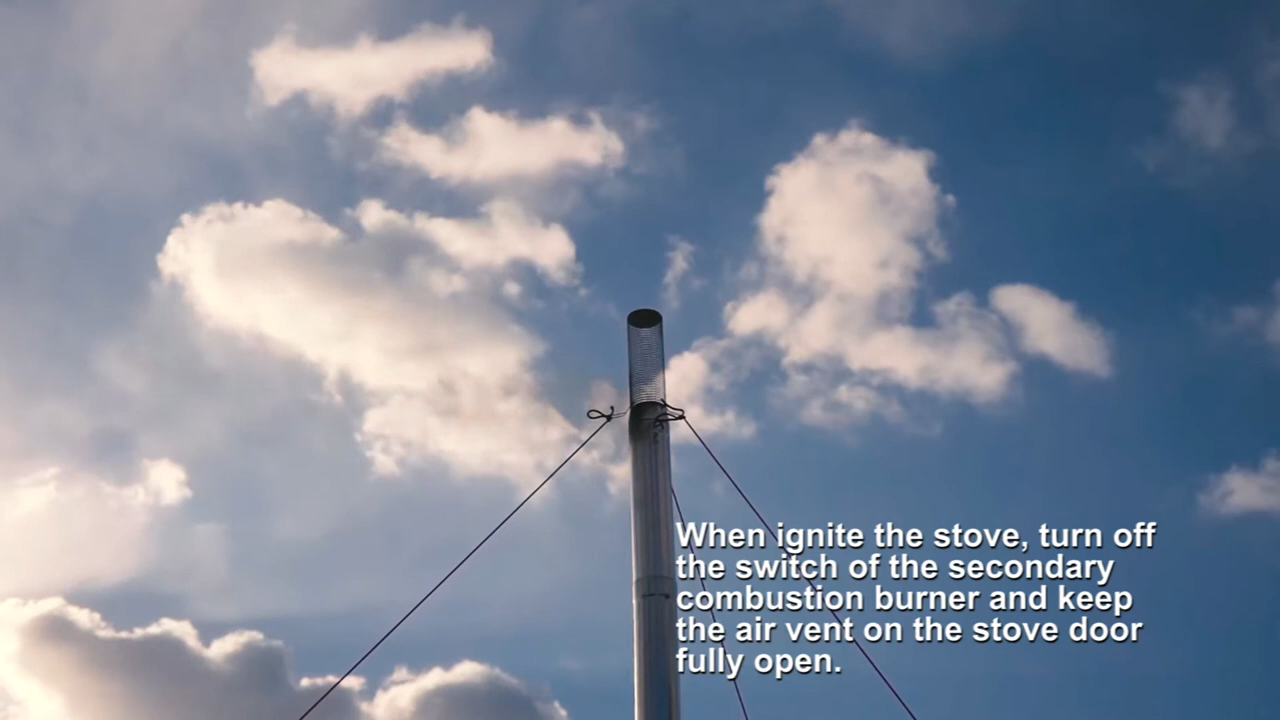 When ignite the stove, turn off
the switch of the secondary
combustion burner and keep
the air vent on the stove door
fully open.